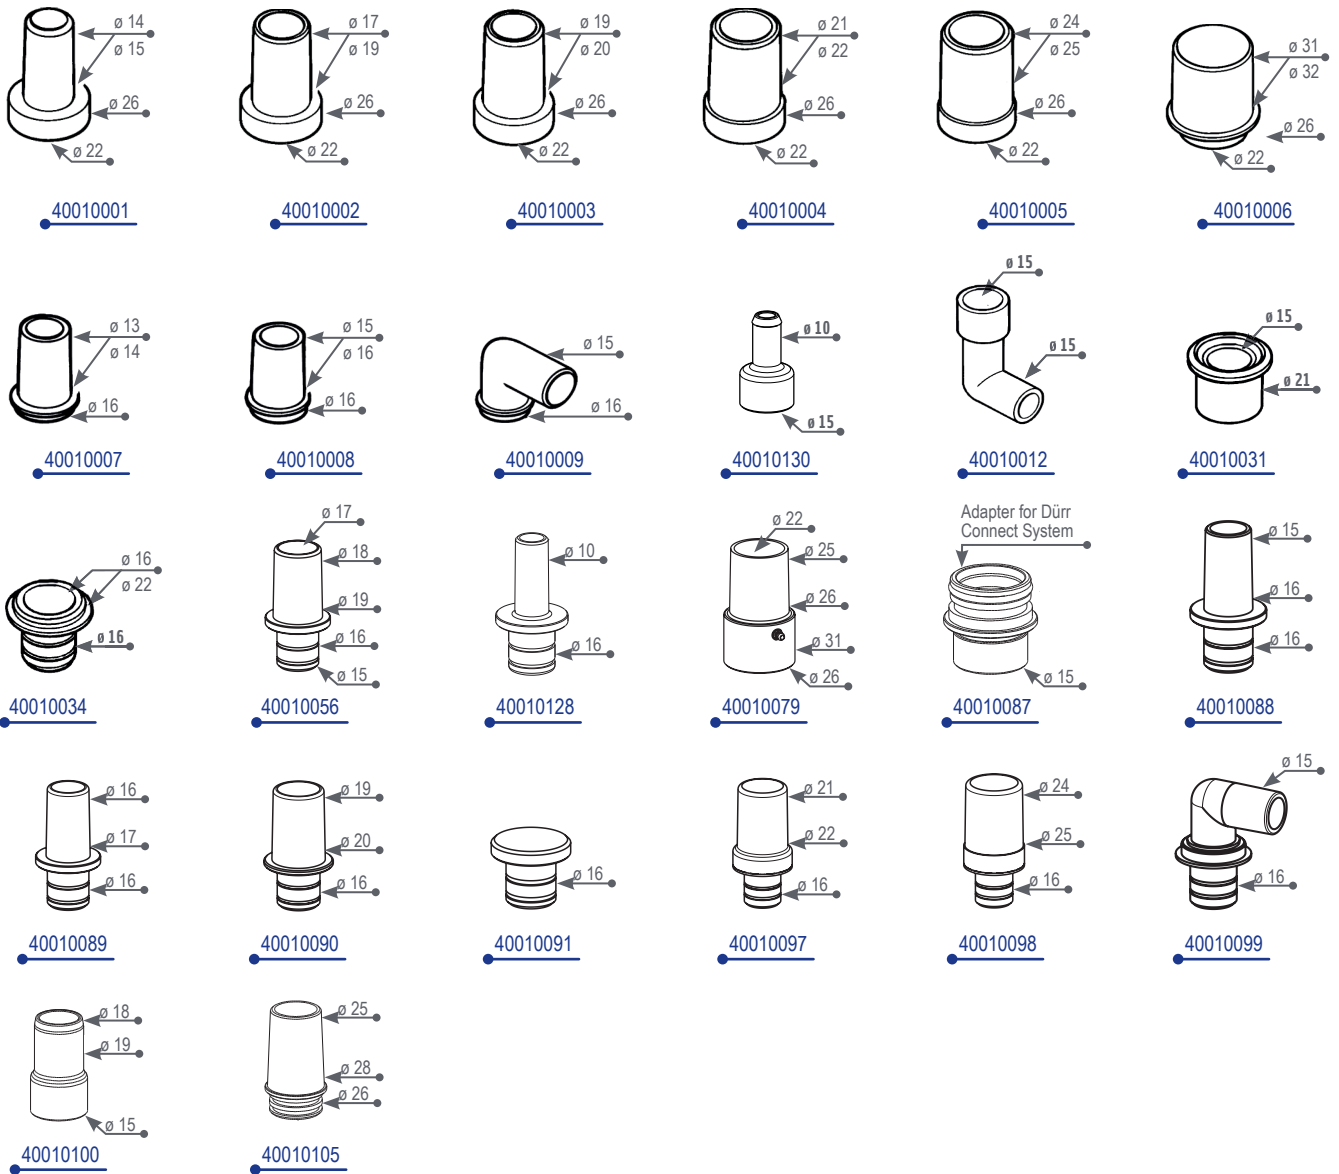 ø 14
ø 15
ø 26
ø 22
40010001
ø 17
ø 19
ø 26
ø 22
40010002
ø 19
ø 20
ø 26
ø 22
40010003
ø 21
ø 22
ø 26
ø 22
40010004
ø 24
ø 25
ø 26
ø 22
40010005
ø 31
ø 32
ø 26
ø 22
40010006
ø 13
ø 14
ø 16
40010007
ø 15
ø 16
ø 16
40010008
ø 15
ø 16
40010009
ø 10
ø 15
40010130
ø 15
ø 15
40010012
ø 15
ø 21
40010031
ø 16
ø 22
ø 16
40010034
ø 17
ø 18
ø 19
ø 16
ø 15
40010056
ø 10
ø 16
40010128
ø 22
ø 25
ø 26
ø 31
ø 26
40010079
Adapter for Dürr
Connect System
ø 15
40010087
ø 15
ø 16
ø 16
40010088
ø 16
ø 17
ø 16
40010089
ø 19
ø 20
ø 16
40010090
ø 16
40010091
ø 21
ø 22
ø 16
40010097
ø 24
ø 25
ø 16
40010098
ø 15
ø 16
40010099
ø 18
ø 19
ø 15
40010100
ø 25
ø 28
ø 26
40010105